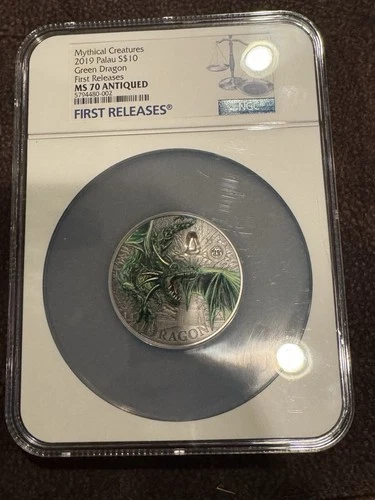 Mythical Creatures
2019 Palau S$10
Green Dragon
First Releases
MS 70 ANTIQUED
5794480-002
FIRST RELEASES®
NGC
DRAGON